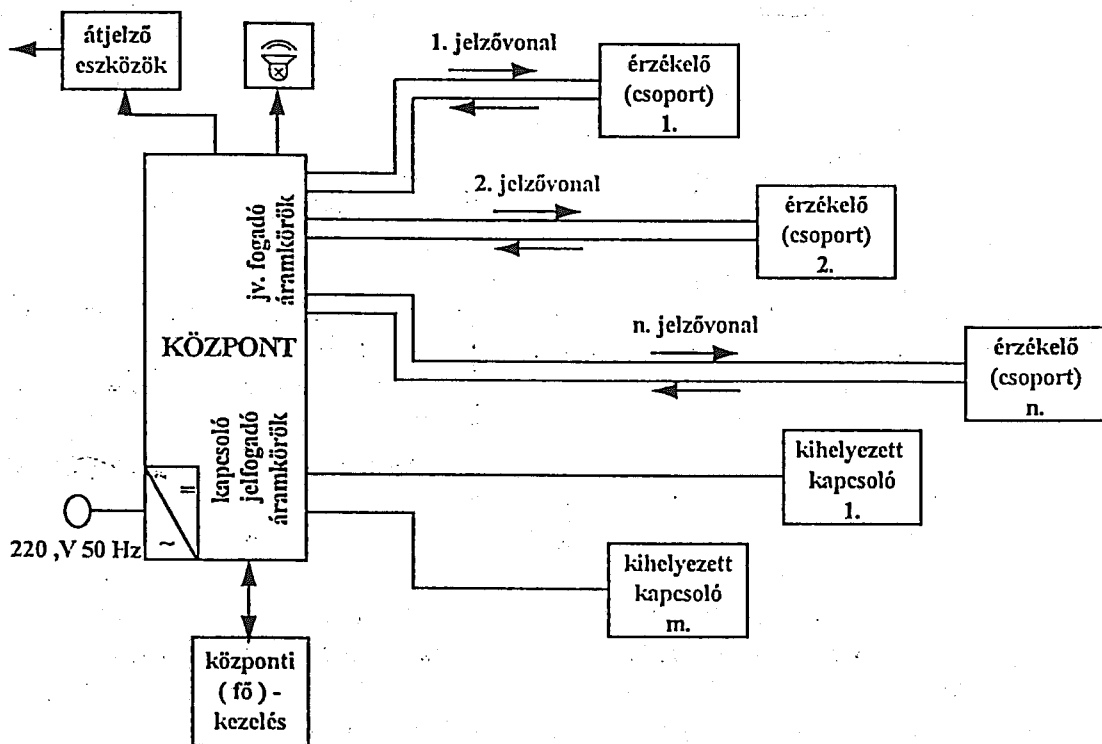 átjelző
eszközök
1. jelzővonal
érzékelő
(csoport)
1.
2. jelzővonal
érzékelő
(csoport)
2.
jv. fogadó
áramkörök
n. jelzővonal
KÖZPONT
érzékelő
(csoport)
n.
kapcsoló
jelfogadó
áramkörök
kihelyezett
kapcsoló
1.
=
~
220 ,V 50 Hz
kihelyezett
kapcsoló
m.
központi
( fő ) -
kezelés